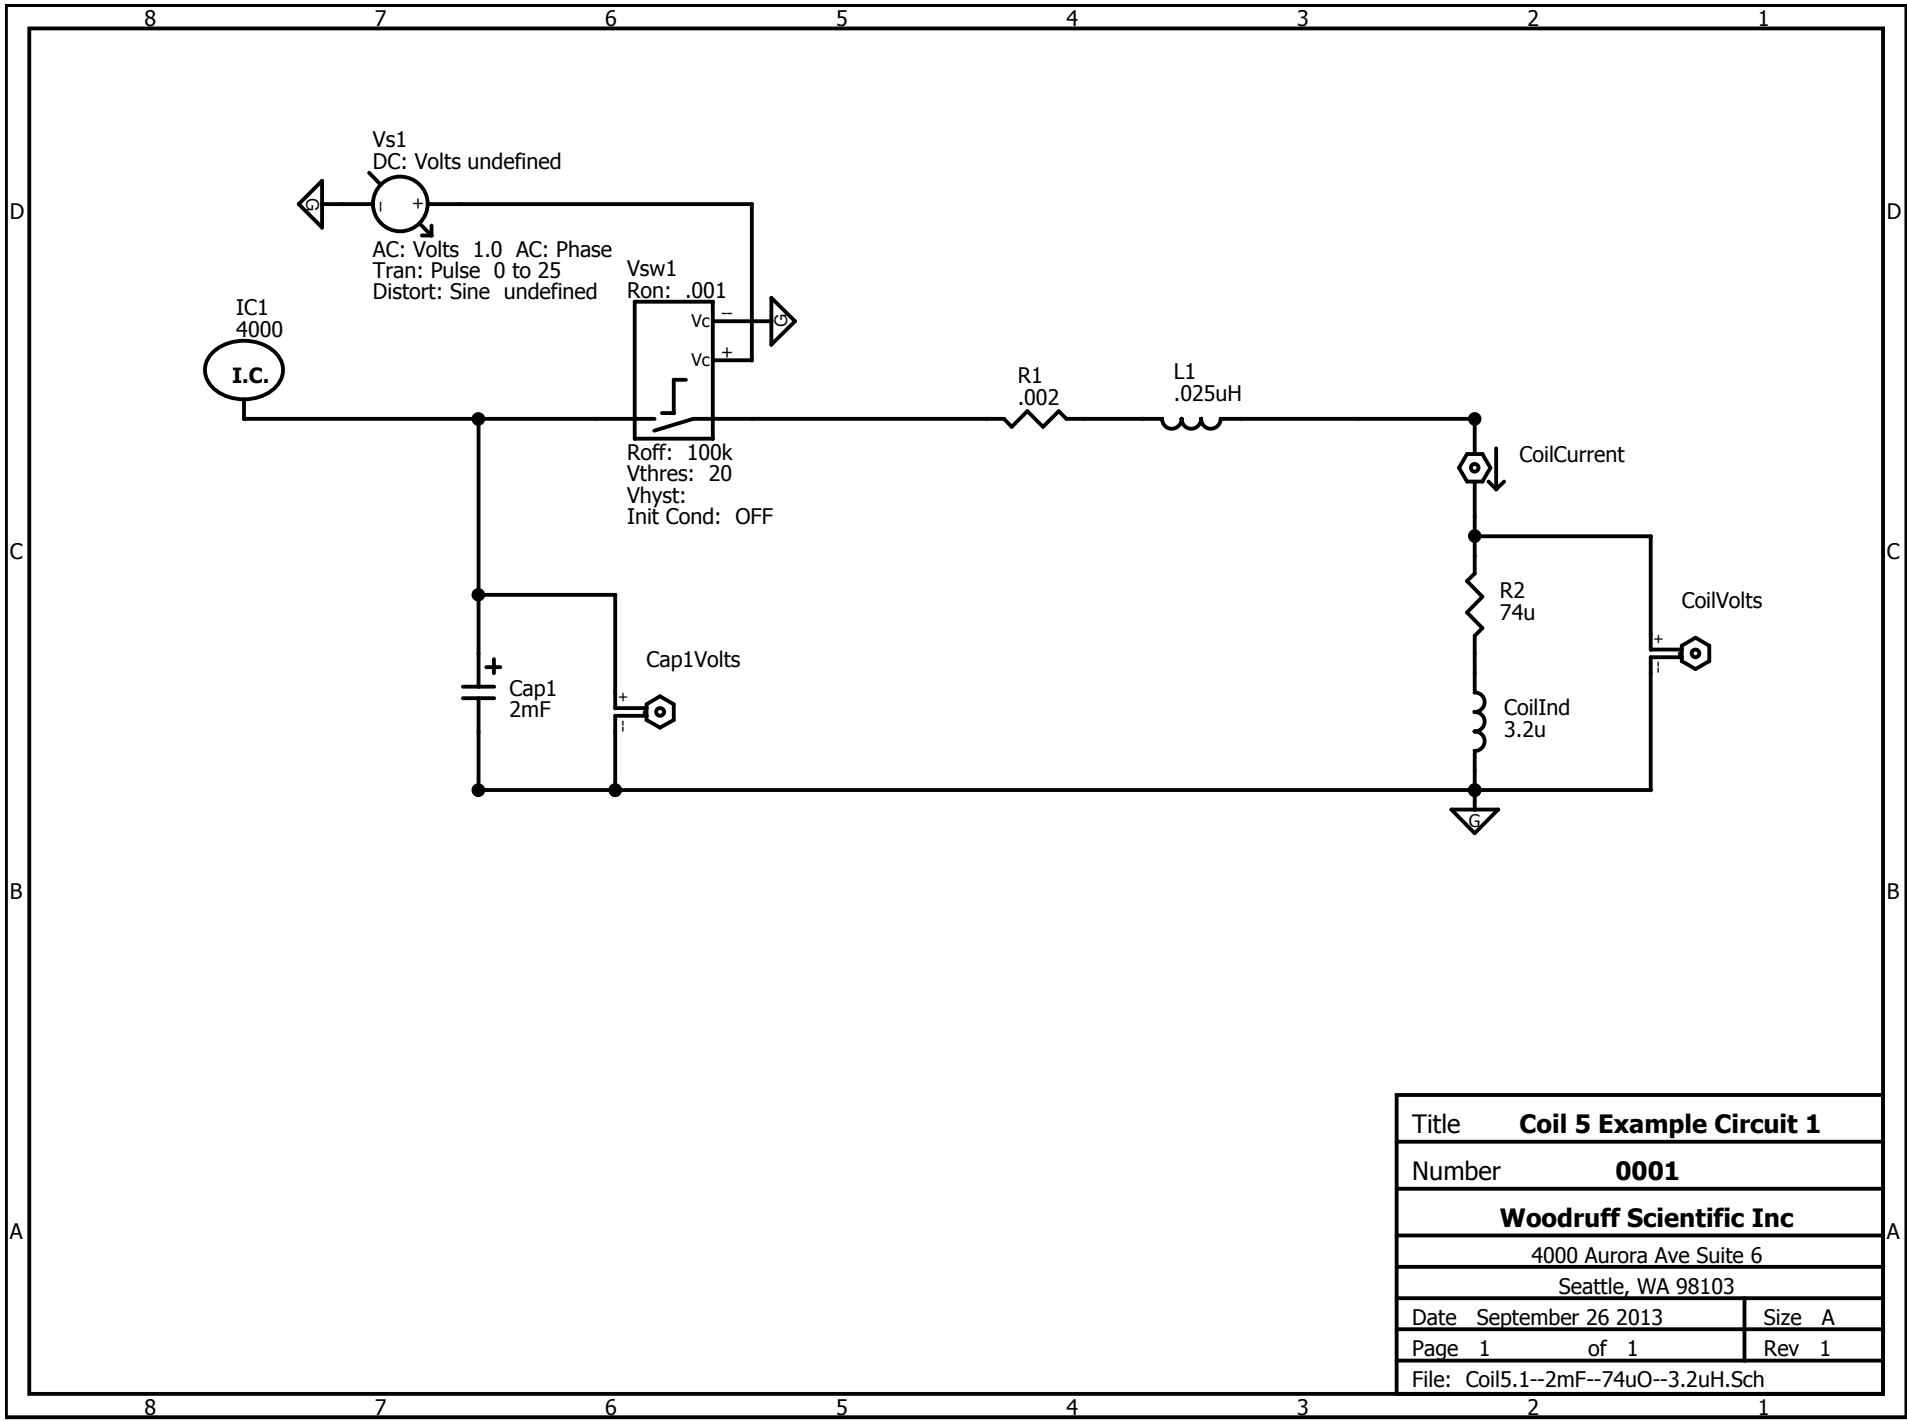 8 7 6 5 4 3 2 1
Vs1
DC: Volts undefined
D D
G
- +
AC: Volts 1.0 AC: Phase
Tran: Pulse 0 to 25
Distort: Sine undefined
Vsw1
Ron: .001
IC1
4000
I.C.
Vc -- G
Vc +
Roff: 100k
Vthres: 20
Vhyst:
Init Cond: OFF
R1
.002
L1
.025uH
CoilCurrent
C C
R2
74u
CoilVolts
+
--
Cap1Volts
+
Cap1
2mF
+
--
CoilInd
3.2u
G
B B
A A
Title Coil 5 Example Circuit 1
Number 0001
Woodruff Scientific Inc
4000 Aurora Ave Suite 6
Seattle, WA 98103
Date September 26 2013 Size A
Page 1 of 1 Rev 1
File: Coil5.1--2mF--74uO--3.2uH.Sch
8 7 6 5 4 3 2 1